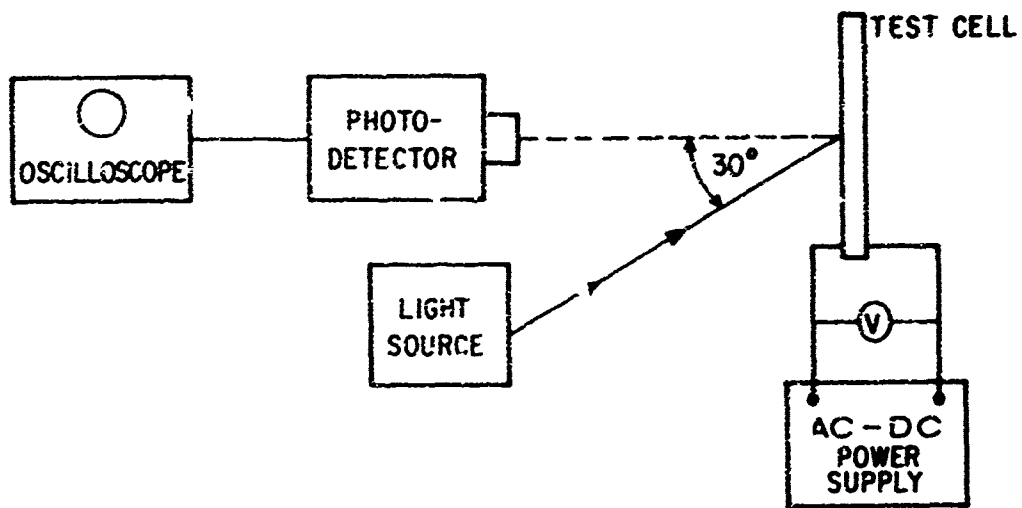 TEST CELL
PHOTO-
DETECTOR
OSCILLOSCOPE
30°
LIGHT
SOURCE
V
AC-DC
POWER
SUPPLY